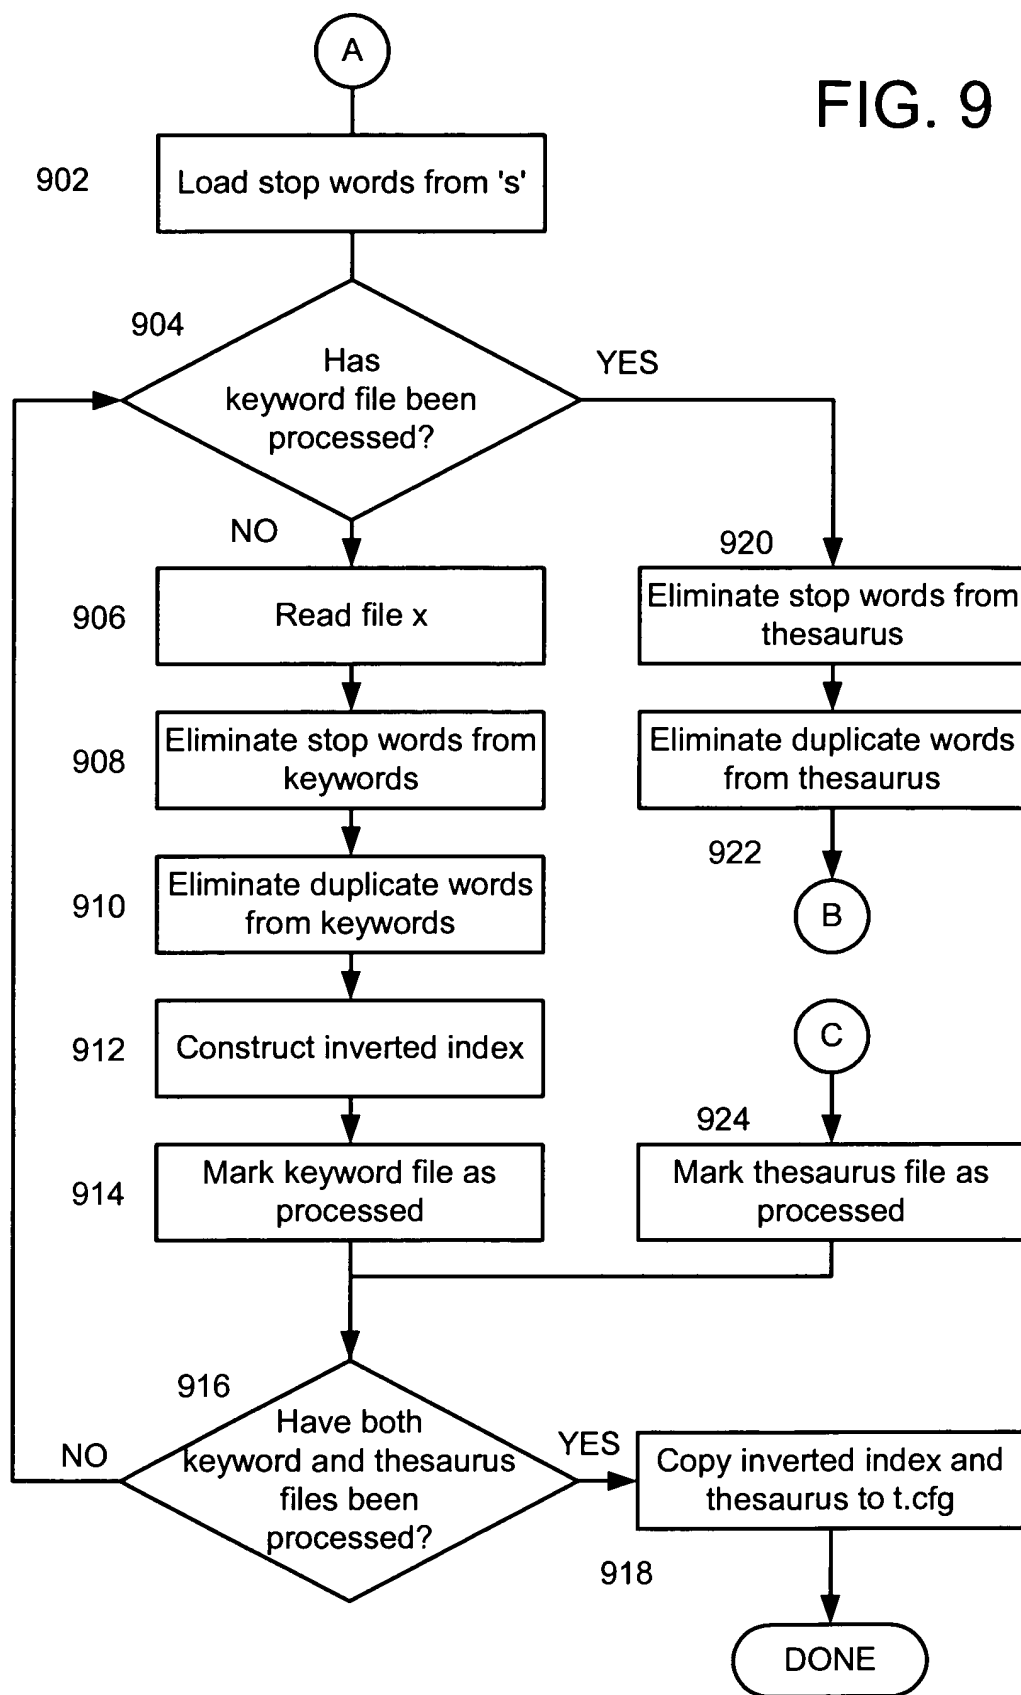 A
FIG. 9
902
Load stop words from 's'
904
Has
keyword file been
processed?
YES
NO
920
906
Read file x
Eliminate stop words from
thesaurus
908
Eliminate stop words from
keywords
Eliminate duplicate words
from thesaurus
922
910
Eliminate duplicate words
from keywords
B
912
Construct inverted index
C
924
914
Mark keyword file as
processed
Mark thesaurus file as
processed
916
Have both
keyword and thesaurus
files been
processed?
NO
YES
Copy inverted index and
thesaurus to t.cfg
918
DONE